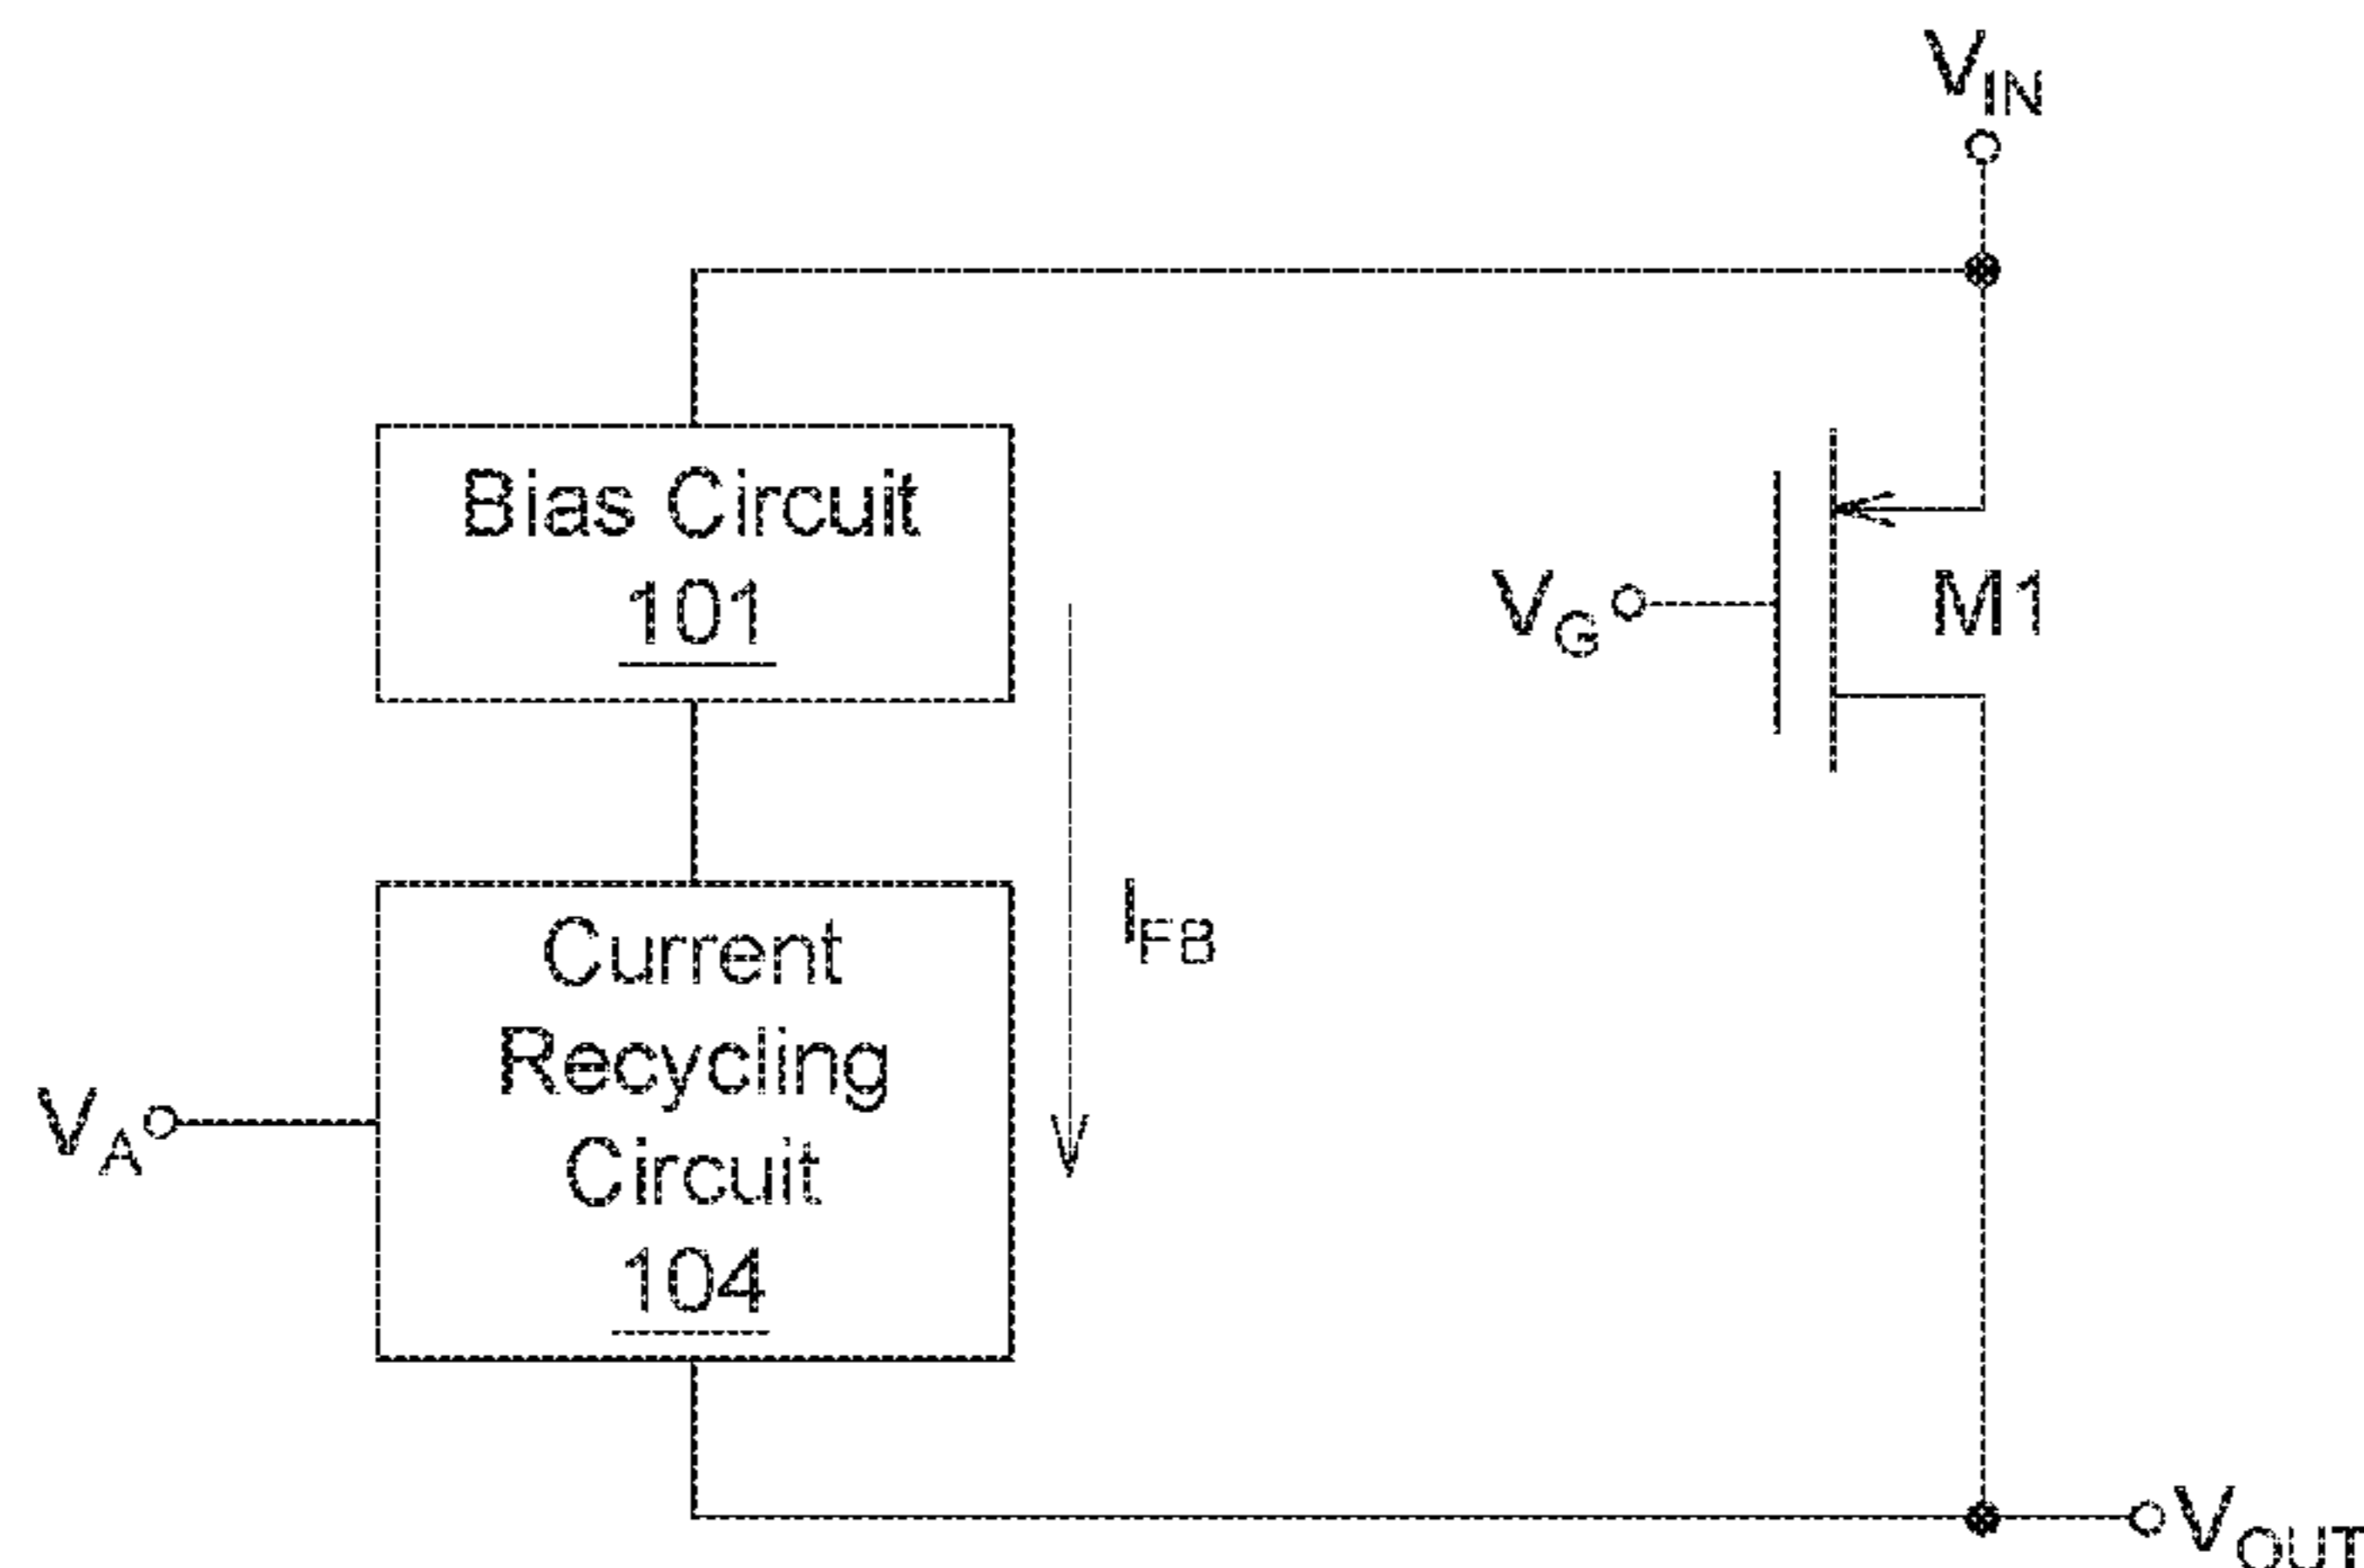 VIN
Bias Circuit
101
VG
M1
IFB
Current
Recycling
Circuit
104
VA
VOUT